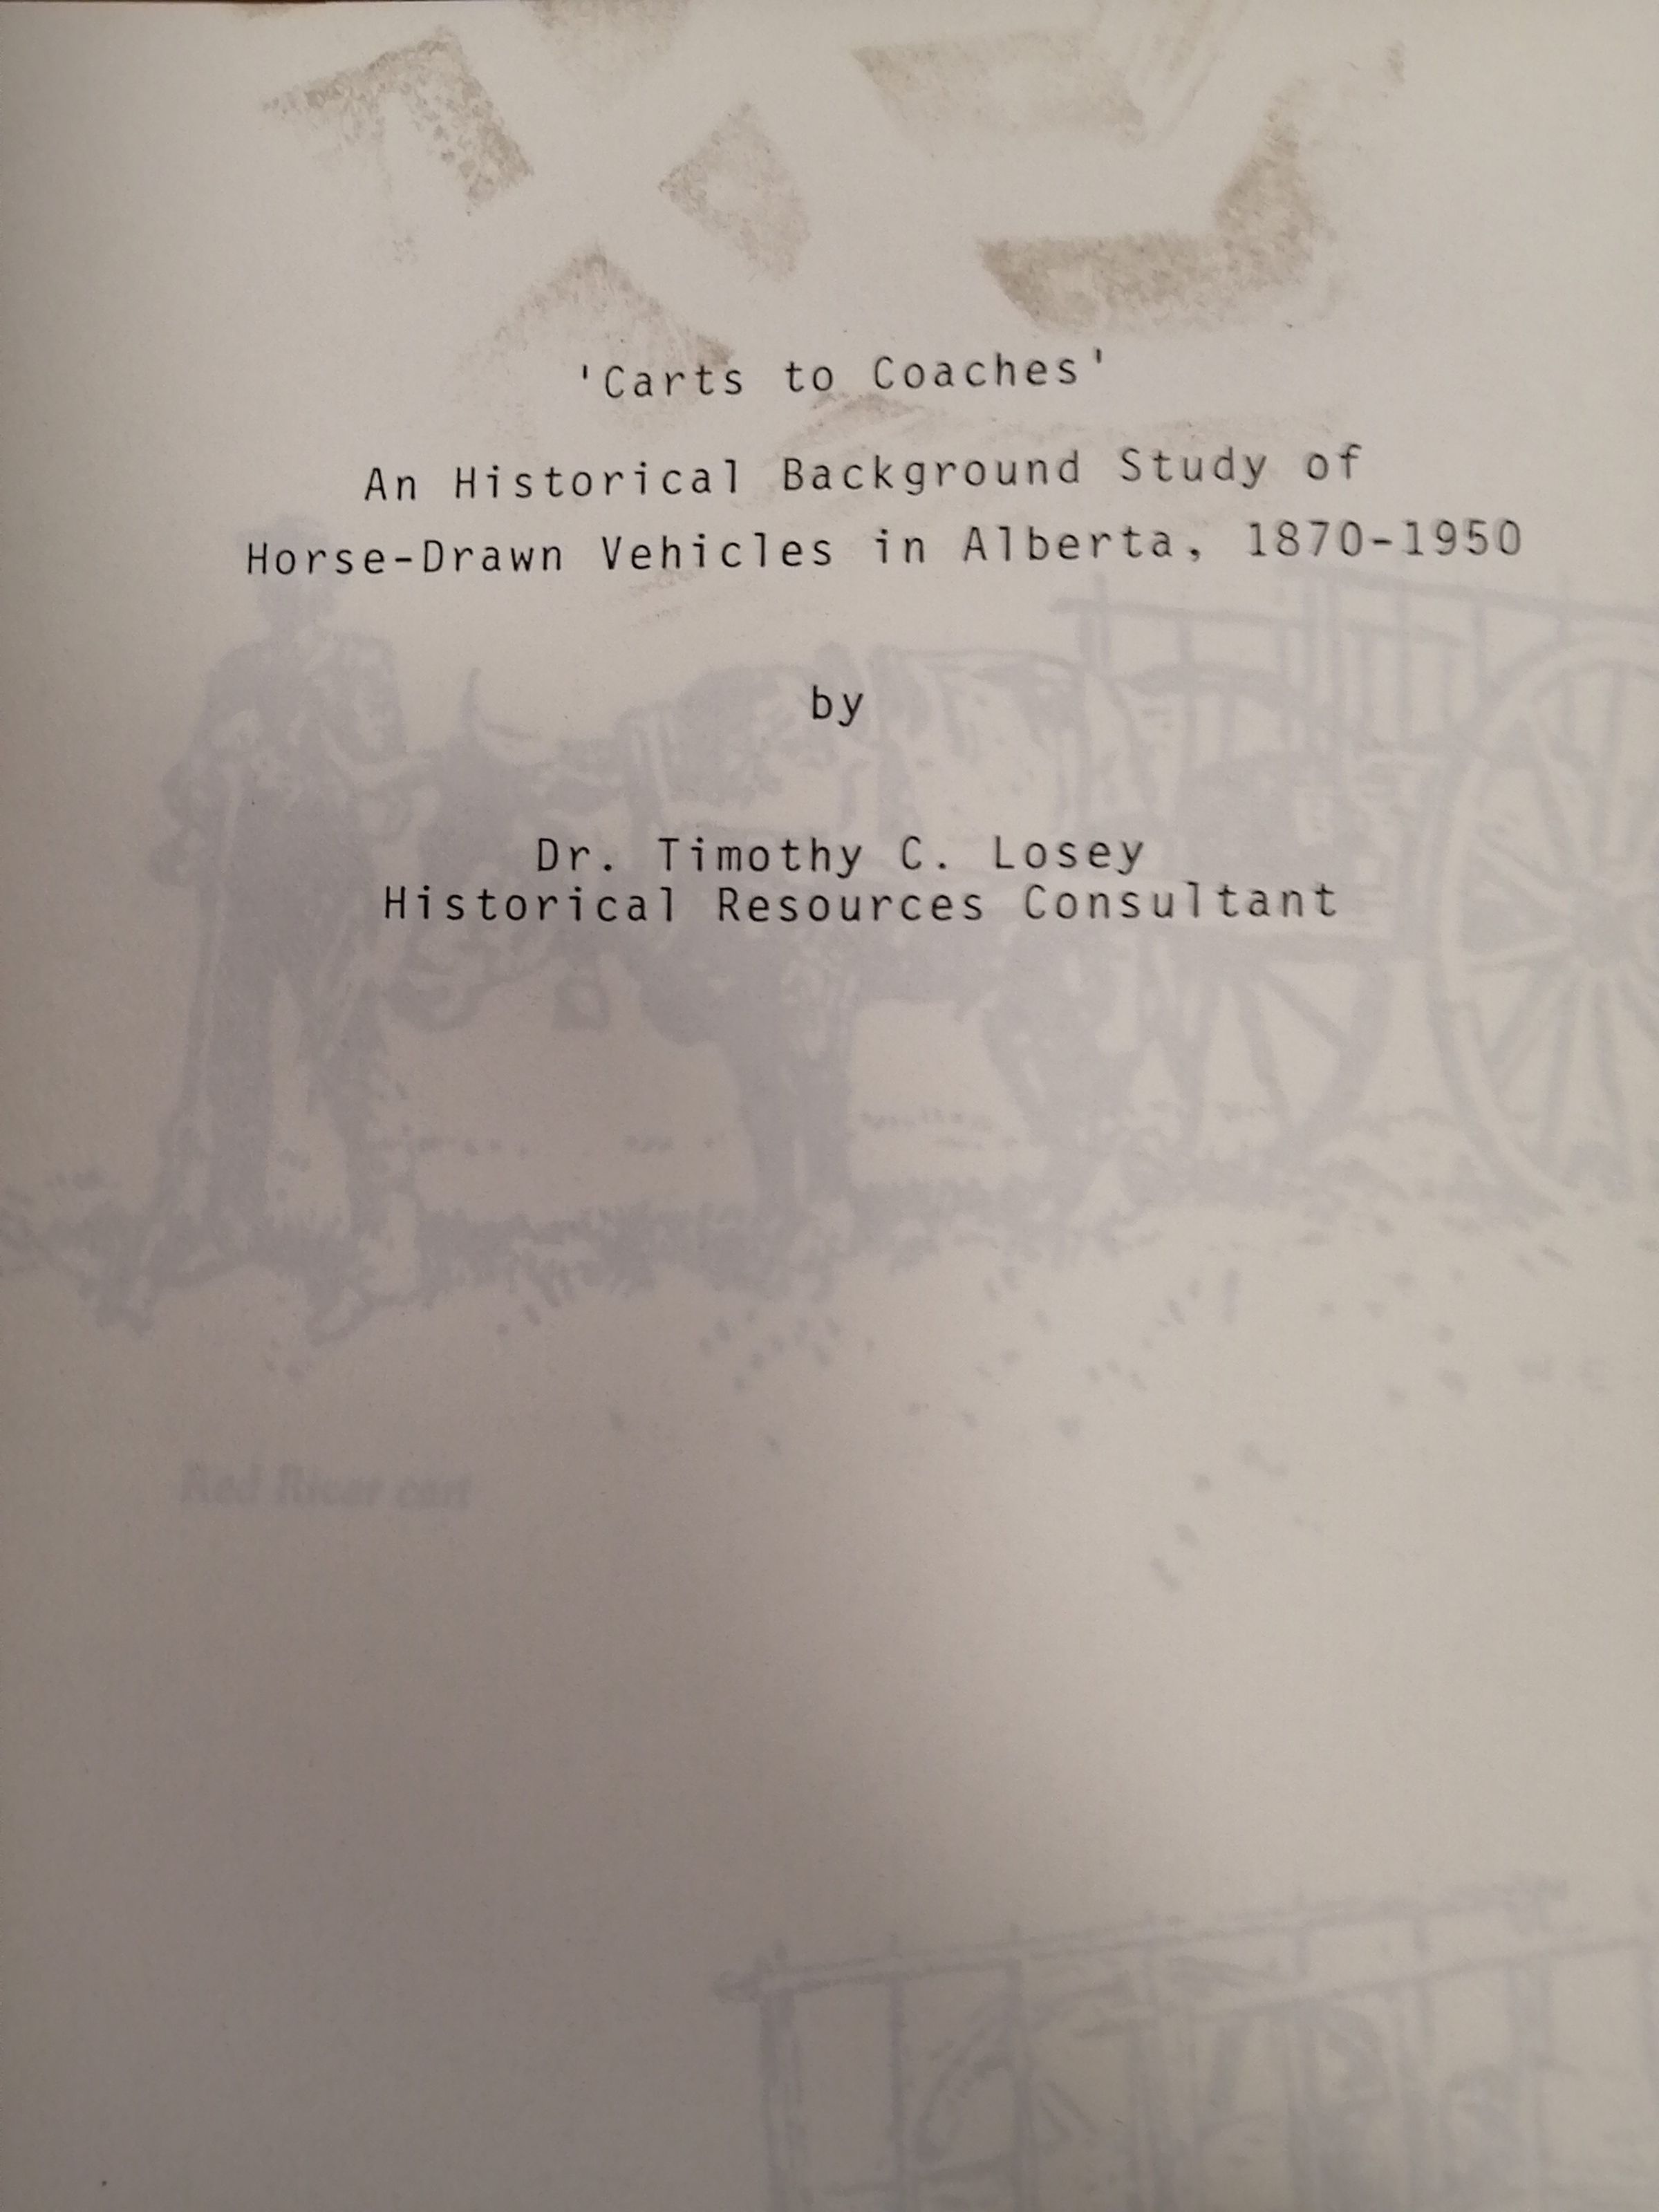 'Carts to Coaches'
An Historical Background Study of
Horse-Drawn Vehicles in Alberta, 1870-1950
by
Dr. Timothy C. Losey
Historical Resources Consultant
Red River cart